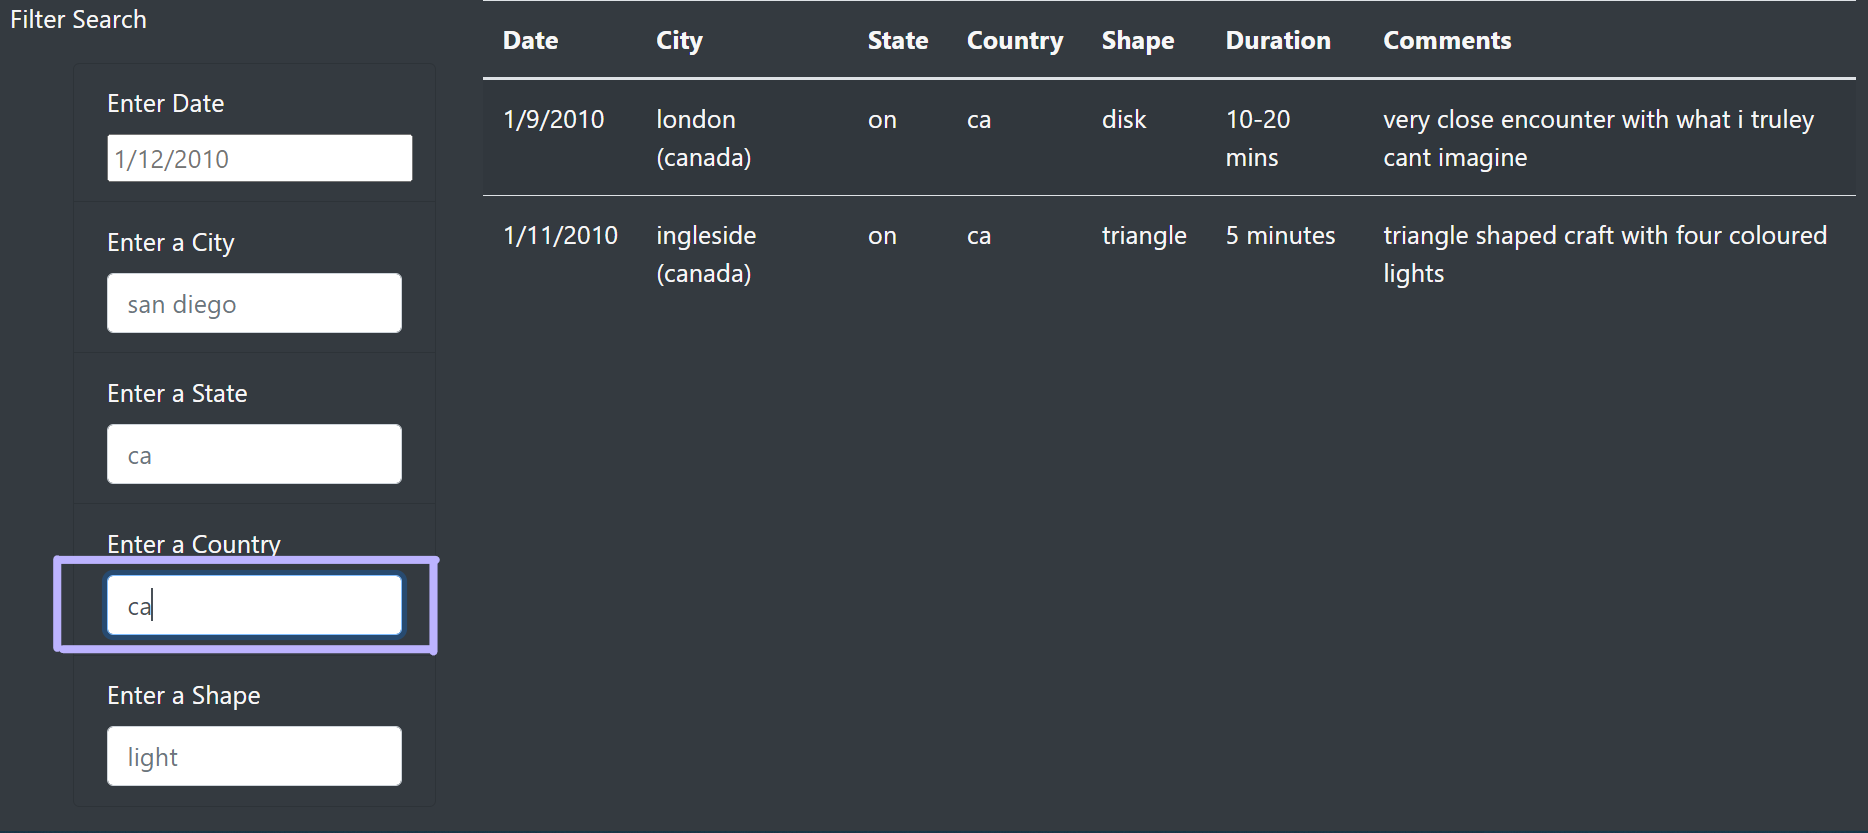 Filter Search
Enter Date
1/12/2010
Enter a City
san diego
Enter a State
ca
Enter a Country
ca
Enter a Shape
light
Date City State Country Shape Duration Comments
1/9/2010 london on ca disk 10-20 very close encounter with what i truley
(canada) mins cant imagine
1/11/2010 ingleside on ca triangle 5 minutes triangle shaped craft with four coloured
(canada) lights